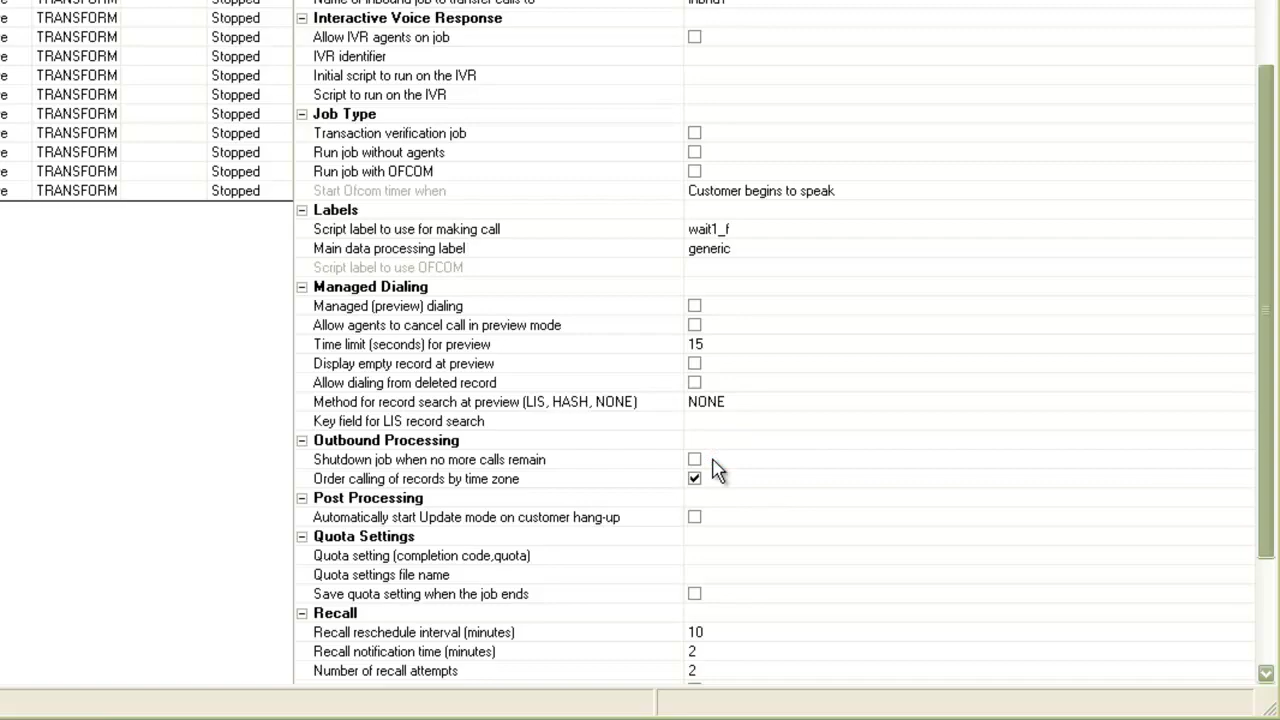 Interactive Voice Response
e TRANSFORM Stopped
Allow IVR agents on job
e TRANSFORM Stopped
IVR identifier
e TRANSFORM Stopped
Initial script to run on the IVR
e TRANSFORM Stopped
Script to run on the IVR
e TRANSFORM Stopped
Job Type
e TRANSFORM Stopped
Transaction verification job
e TRANSFORM Stopped
Run job without agents
e TRANSFORM Stopped
Run job with OFCOM
e TRANSFORM Stopped
Start Ofcom timer when Customer begins to speak
e TRANSFORM Stopped
Labels
e TRANSFORM Stopped
Script label to use for making call wait1_f
Main data processing label generic
Script label to use OFCOM
Managed Dialing
Managed (preview) dialing
Allow agents to cancel call in preview mode
Time limit (seconds) for preview 15
Display empty record at preview
Allow dialing from deleted record
Method for record search at preview (LIS, HASH, NONE) NONE
Key field for LIS record search
Outbound Processing
Shutdown job when no more calls remain
Order calling of records by time zone
Post Processing
Automatically start Update mode on customer hang-up
Quota Settings
Quota setting (completion code,quota)
Quota settings file name
Save quota setting when the job ends
Recall
Recall reschedule interval (minutes) 10
Recall notification time (minutes) 2
Number of recall attempts 2